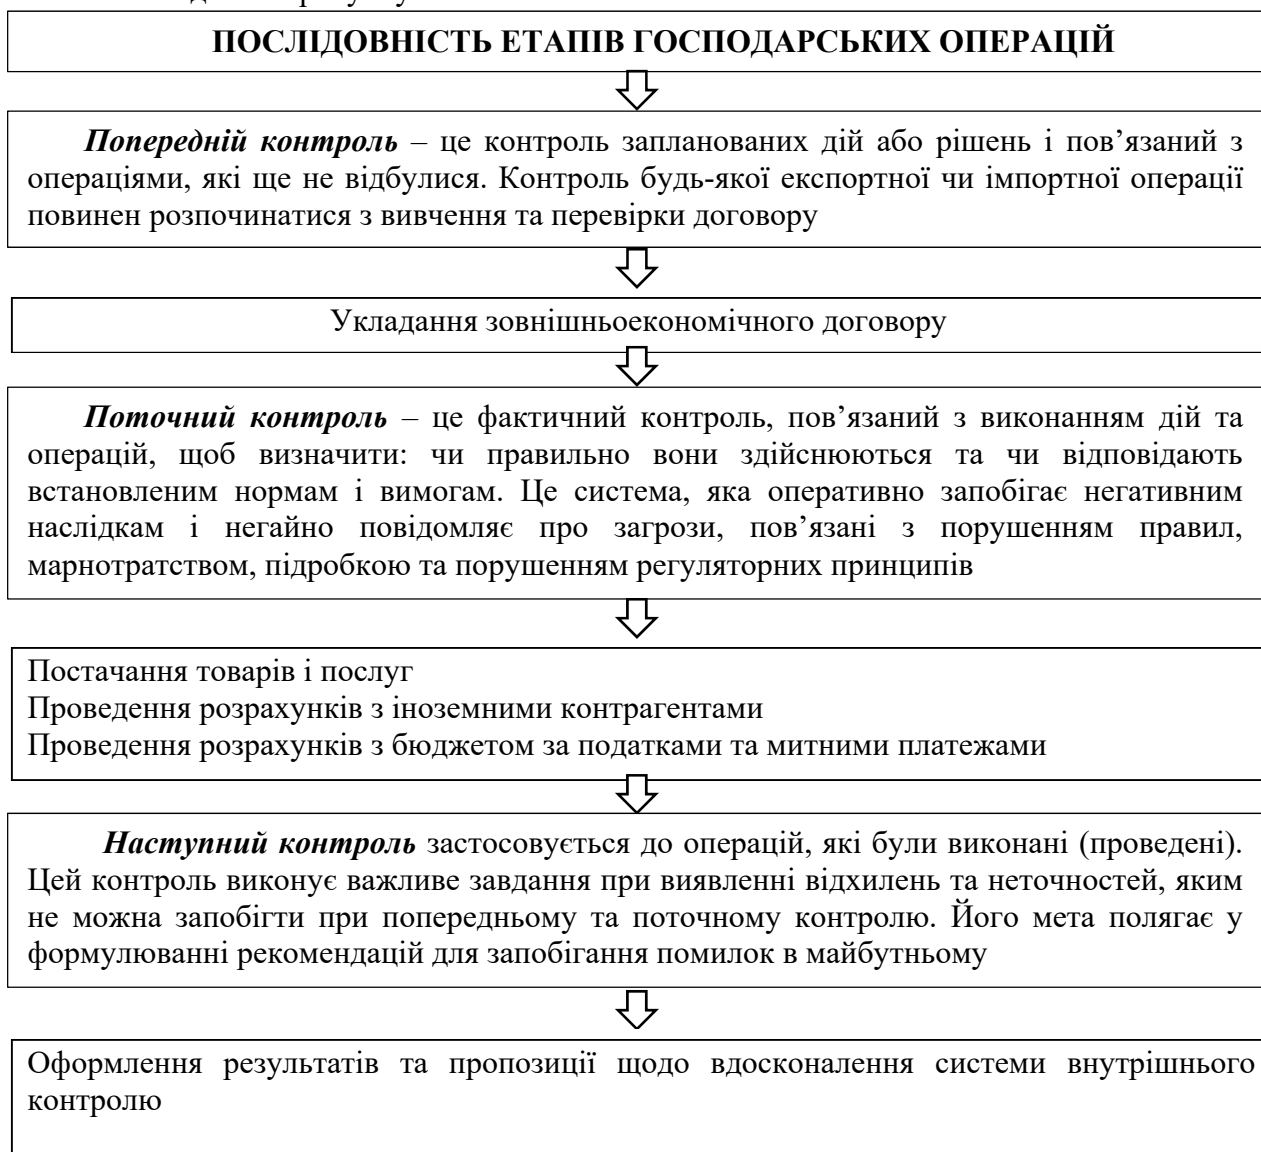 ПОСЛІДОВНІСТЬ ЕТАПІВ ГОСПОДАРСЬКИХ ОПЕРАЦІЙ
Попередній контроль – це контроль запланованих дій або рішень і пов’язаний з
операціями, які ще не відбулися. Контроль будь-якої експортної чи імпортної операції
повинен розпочинатися з вивчення та перевірки договору
Укладання зовнішньоекономічного договору
Поточний контроль – це фактичний контроль, пов’язаний з виконанням дій та
операцій, щоб визначити: чи правильно вони здійснюються та чи відповідають
встановленим нормам і вимогам. Це система, яка оперативно запобігає негативним
наслідкам і негайно повідомляє про загрози, пов’язані з порушенням правил,
марнотратством, підробкою та порушенням регуляторних принципів
Постачання товарів і послуг
Проведення розрахунків з іноземними контрагентами
Проведення розрахунків з бюджетом за податками та митними платежами
Наступний контроль застосовується до операцій, які були виконані (проведені).
Цей контроль виконує важливе завдання при виявленні відхилень та неточностей, яким
не можна запобігти при попередньому та поточному контролю. Його мета полягає у
формулюванні рекомендацій для запобігання помилок в майбутньому
Оформлення результатів та пропозиції щодо вдосконалення системи внутрішнього
контролю